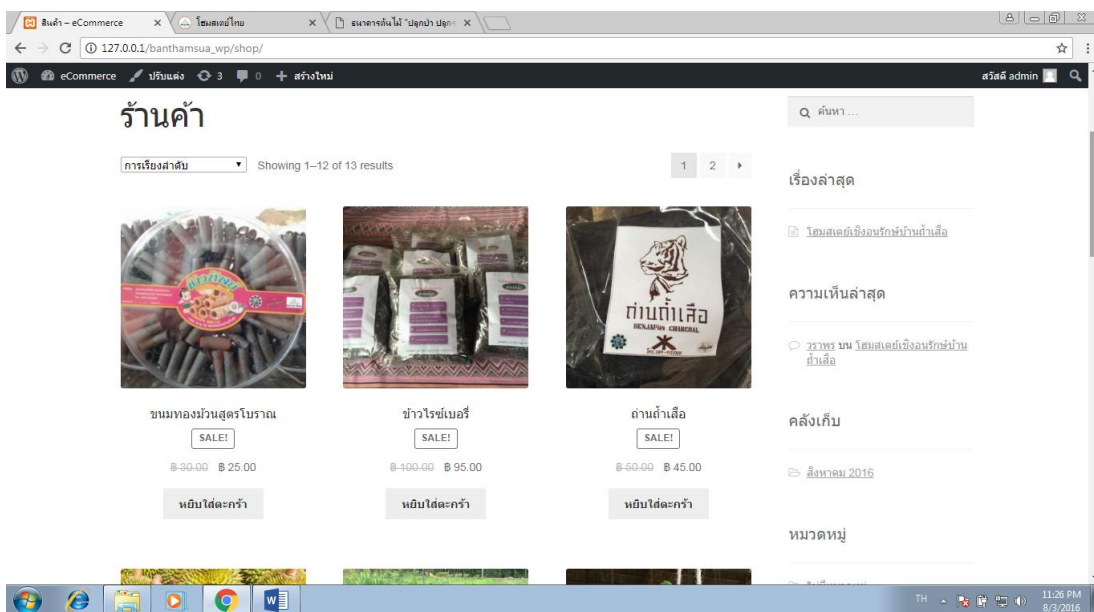 สินค้า – eCommerce
โฮมสเตย์ไทย
ธนาคารต้นไม้ "ปลูกป่า ปลูก
127.0.0.1/banthamsua_wp/shop/
eCommerce ปรับแต่ง 3 0 + สร้างใหม่
สวัสดี admin
ร้านค้า
ค้นหา ...
การเรียงลำดับ
Showing 1–12 of 13 results
1 2
เรื่องล่าสุด
โฮมสเตย์เชิงอนรักษ์บ้านถ้ำเสือ
ความเห็นล่าสุด
วราพร บน โฮมสเตย์เชิงอนรักษ์บ้าน
ถ้ำเสือ
ถ่านถ้ำเสือ
BENJAPON CHARCOAL
ขนมทองม้วนสูตรโบราณ
SALE!
฿ 30.00 ฿ 25.00
หยิบใส่ตะกร้า
ข้าวไรซ์เบอรี่
SALE!
฿ 100.00 ฿ 95.00
หยิบใส่ตะกร้า
ถ่านถ้ำเสือ
SALE!
฿ 50.00 ฿ 45.00
หยิบใส่ตะกร้า
คลังเก็บ
สิงหาคม 2016
หมวดหมู่
TH
11:26 PM
8/3/2016